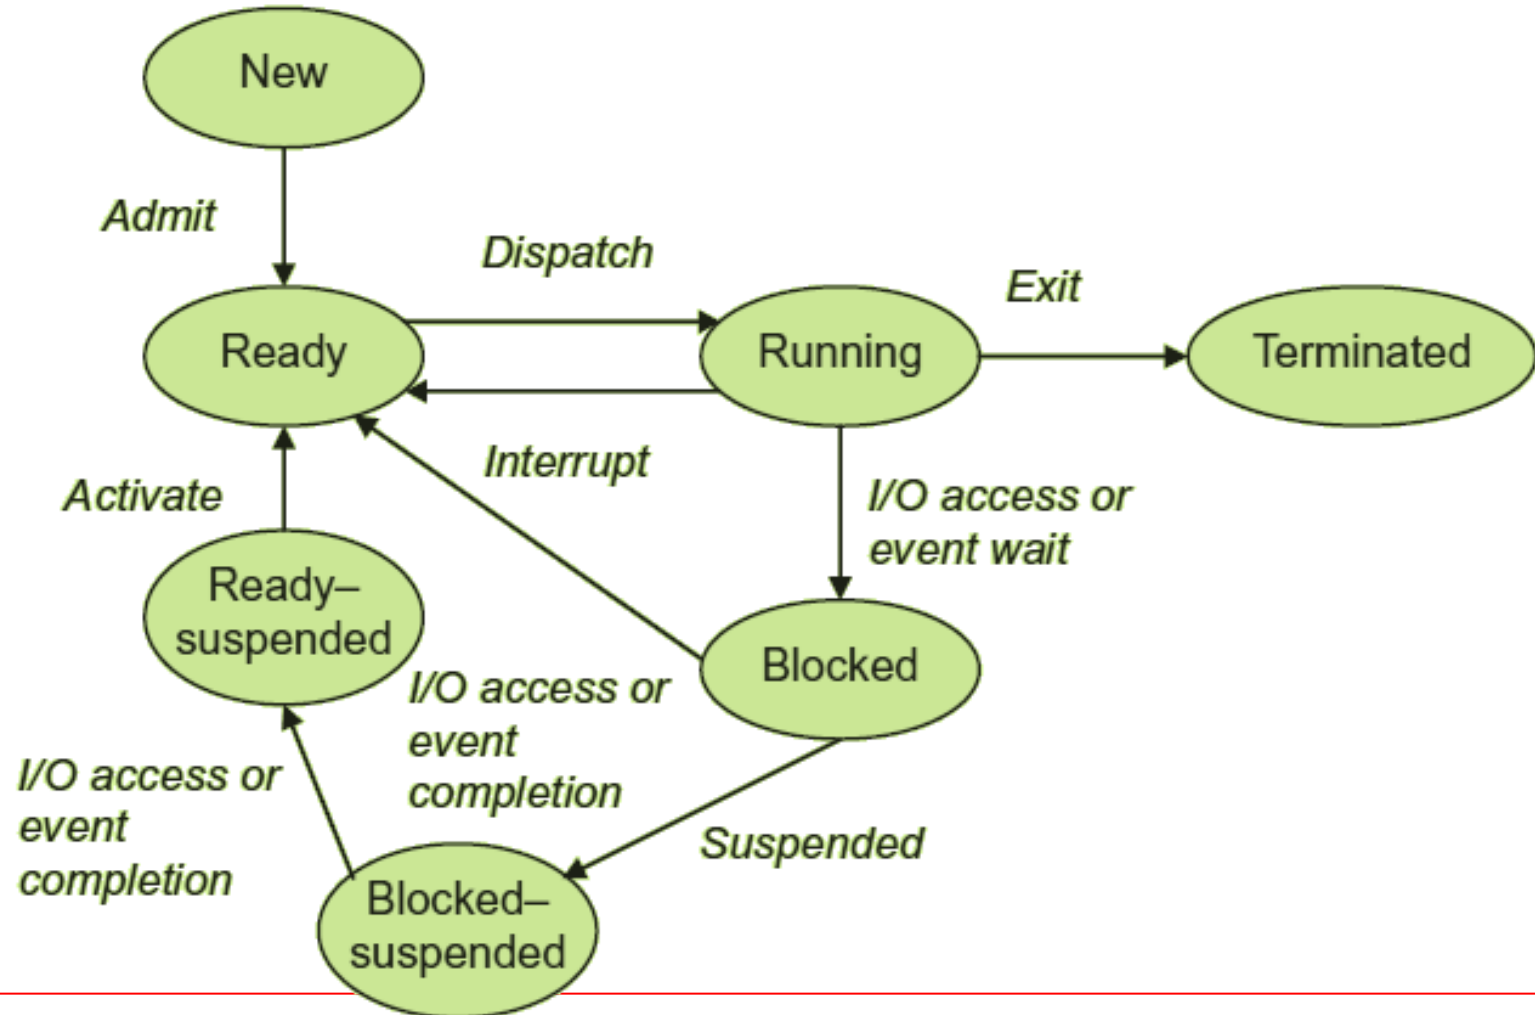 New
Admit
Dispatch
Exit
Ready
Running
Terminated
Interrupt
Activate
I/O access or
event wait
Ready–
suspended
Blocked
I/O access or
event
completion
I/O access or
event
completion
Suspended
Blocked–
suspended